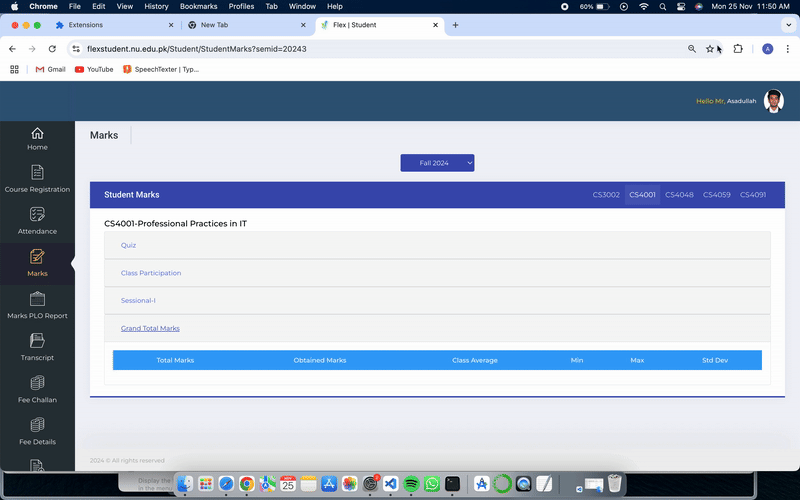 Chrome File Edit View History Bookmarks Profiles Tab Window Help 60% Mon 25 Nov 11:50 AM
Extensions New Tab Flex | Student
flexstudent.nu.edu.pk/Student/StudentMarks?semid=20243 A
Gmail YouTube SpeechTexter | Typ...
Hello Mr, Asadullah
Home
Course Registration
Attendance
Marks
Marks PLO Report
Transcript
Fee Challan
Fee Details
Marks
Fall 2024
Student Marks CS3002 CS4001 CS4048 CS4059 CS4091
CS4001-Professional Practices in IT
Quiz
Class Participation
Sessional-I
Grand Total Marks
Total Marks Obtained Marks Class Average Min Max Std Dev
2024 © All rights reserved
Display the
in the menu
NOV
25